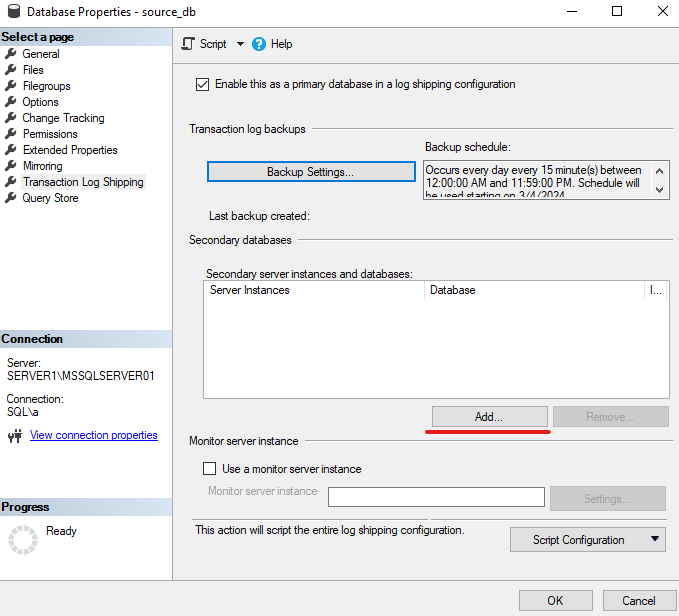 Database Properties - source_db
Select a page
General
Files
Filegroups
Options
Change Tracking
Permissions
Extended Properties
Mirroring
Transaction Log Shipping
Query Store
Connection
Server:
SERVER1\MSSQLSERVER01
Connection:
SQL\a
View connection properties
Progress
Ready
Script
Help
Enable this as a primary database in a log shipping configuration
Transaction log backups
Backup schedule:
Backup Settings...
Occurs every day every 15 minute(s) between
12:00:00 AM and 11:59:00 PM. Schedule will
be used starting on 3/4/2024
Last backup created:
Secondary databases
Secondary server instances and databases:
Server Instances Database I...
Add... Remove...
Monitor server instance
Use a monitor server instance
Monitor server instance
Settings...
This action will script the entire log shipping configuration.
Script Configuration
OK Cancel